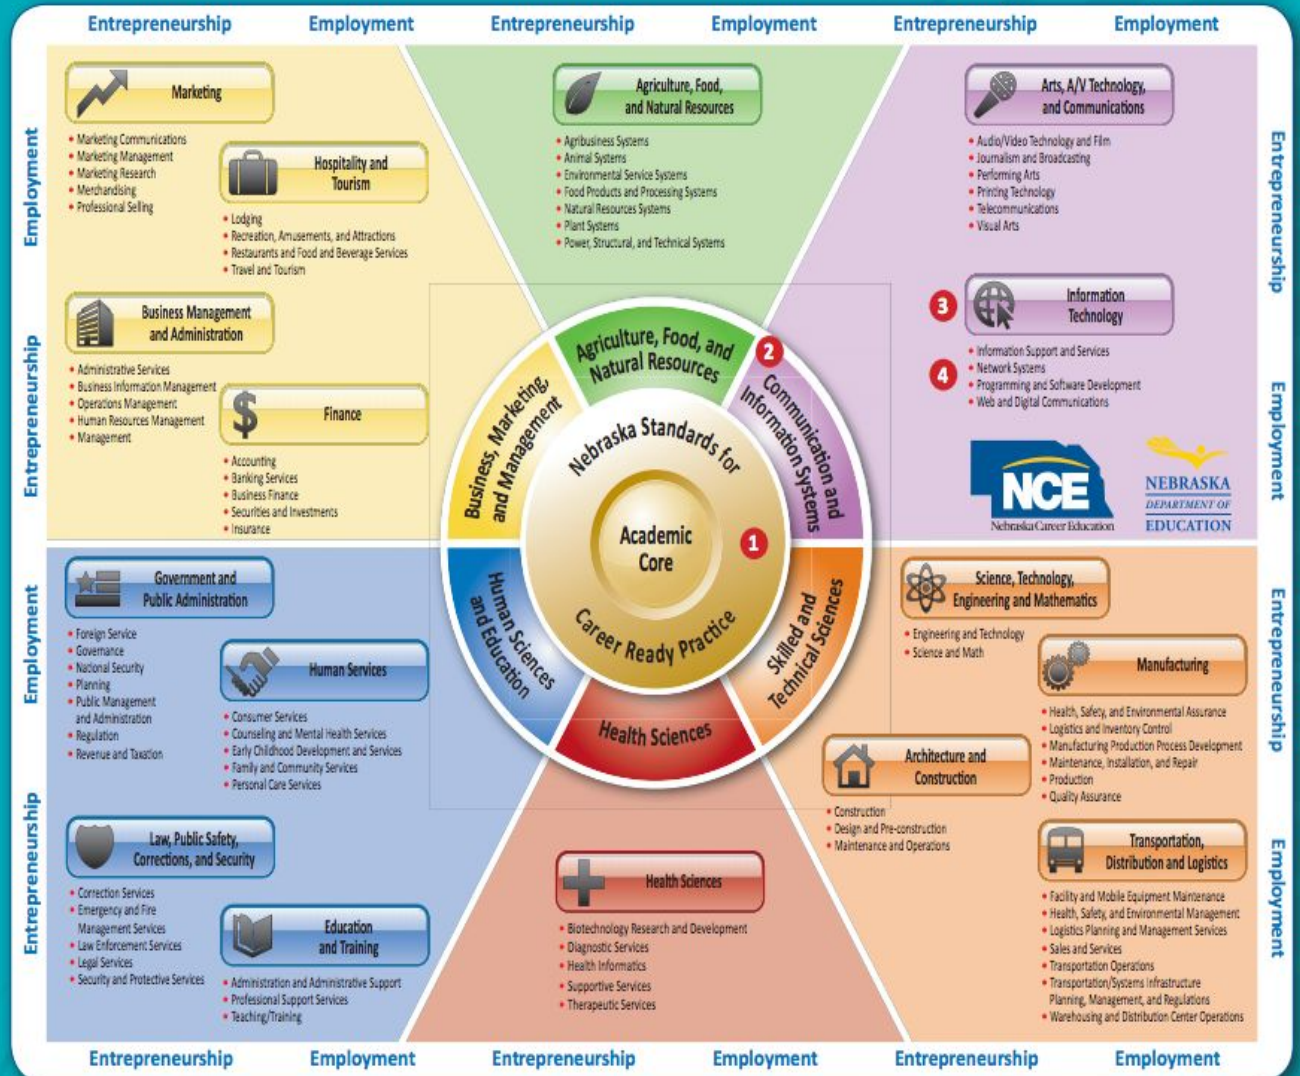 Entrepreneurship Employment Entrepreneurship Employment Entrepreneurship Employment
Employment
Entrepreneurship
Employment
Entrepreneurship
Marketing
• Marketing Communications
• Marketing Management
• Marketing Research
• Merchandising
• Professional Selling
Hospitality and
Tourism
• Lodging
• Recreation, Amusements, and Attractions
• Restaurants and Food and Beverage Services
• Travel and Tourism
Business Management
and Administration
• Administrative Services
• Business Information Management
• Operations Management
• Human Resources Management
• Management
Finance
• Accounting
• Banking Services
• Business Finance
• Securities and Investments
• Insurance
Agriculture, Food,
and Natural Resources
• Agribusiness Systems
• Animal Systems
• Environmental Service Systems
• Food Products and Processing Systems
• Natural Resources Systems
• Plant Systems
• Power, Structural, and Technical Systems
Arts, A/V Technology,
and Communications
• Audio/Video Technology and Film
• Journalism and Broadcasting
• Performing Arts
• Printing Technology
• Telecommunications
• Visual Arts
3
Information
Technology
4
• Information Support and Services
• Network Systems
• Programming and Software Development
• Web and Digital Communications
NCE
Nebraska Career Education
NEBRASKA
DEPARTMENT OF
EDUCATION
Agriculture, Food, and
Natural Resources
2
Communication and
Information Systems
Business, Marketing,
and Management
Nebraska Standards for
Academic
Core
1
Career Ready Practice
Human Sciences
and Education
Skilled and
Technical Sciences
Health Sciences
Government and
Public Administration
• Foreign Service
• Governance
• National Security
• Planning
• Public Management
and Administration
• Regulation
• Revenue and Taxation
Human Services
• Consumer Services
• Counseling and Mental Health Services
• Early Childhood Development and Services
• Family and Community Services
• Personal Care Services
Law, Public Safety,
Corrections, and Security
• Correction Services
• Emergency and Fire
Management Services
• Law Enforcement Services
• Legal Services
• Security and Protective Services
Education
and Training
• Administration and Administrative Support
• Professional Support Services
• Teaching/Training
Health Sciences
• Biotechnology Research and Development
• Diagnostic Services
• Health Informatics
• Supportive Services
• Therapeutic Services
Science, Technology,
Engineering and Mathematics
• Engineering and Technology
• Science and Math
Manufacturing
• Health, Safety, and Environmental Assurance
• Logistics and Inventory Control
• Manufacturing Production Process Development
• Maintenance, Installation, and Repair
• Production
• Quality Assurance
Architecture and
Construction
• Construction
• Design and Pre-construction
• Maintenance and Operations
Transportation,
Distribution and Logistics
• Facility and Mobile Equipment Maintenance
• Health, Safety, and Environmental Management
• Logistics Planning and Management Services
• Sales and Services
• Transportation Operations
• Transportation/Systems Infrastructure
Planning, Management, and Regulations
• Warehousing and Distribution Center Operations
Entrepreneurship
Employment
Entrepreneurship
Employment
Entrepreneurship Employment Entrepreneurship Employment Entrepreneurship Employment